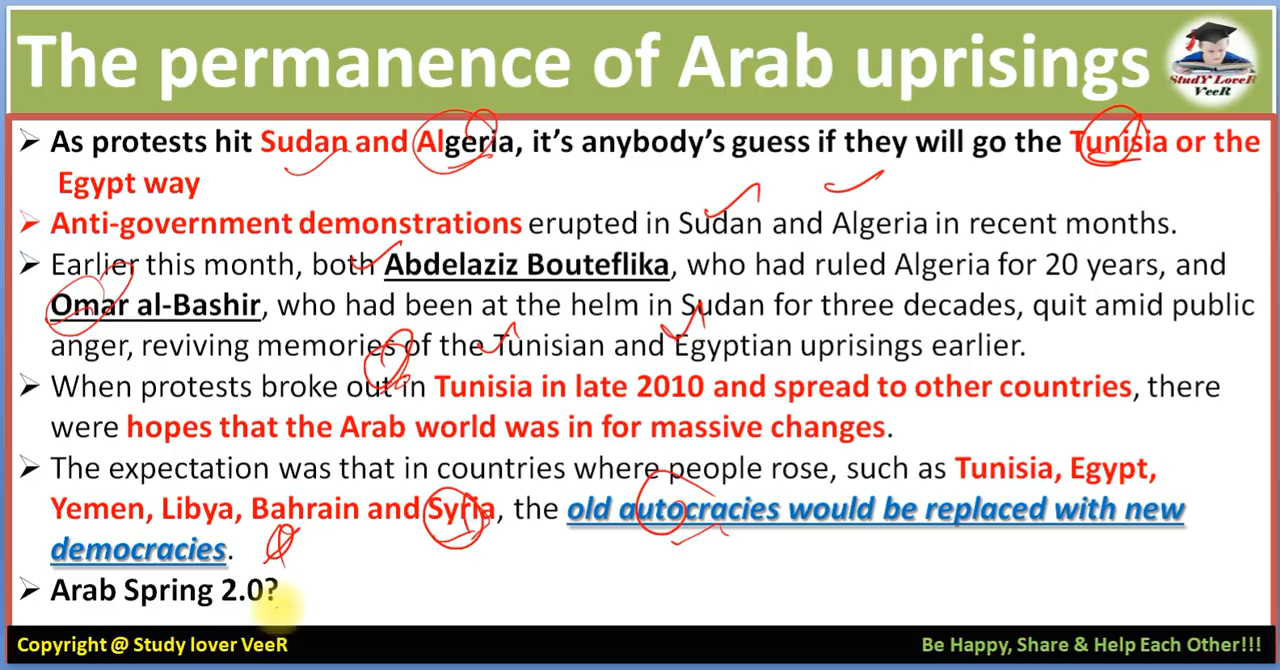 The permanence of Arab uprisings
StudY LoveR
VeeR
➢ As protests hit Sudan and Algeria, it's anybody's guess if they will go the Tunisia or the
Egypt way
➢ Anti-government demonstrations erupted in Sudan and Algeria in recent months.
➢ Earlier this month, both Abdelaziz Bouteflika, who had ruled Algeria for 20 years, and
Omar al-Bashir, who had been at the helm in Sudan for three decades, quit amid public
anger, reviving memories of the Tunisian and Egyptian uprisings earlier.
➢ When protests broke out in Tunisia in late 2010 and spread to other countries, there
were hopes that the Arab world was in for massive changes.
➢ The expectation was that in countries where people rose, such as Tunisia, Egypt,
Yemen, Libya, Bahrain and Syria, the old autocracies would be replaced with new
democracies.
➢ Arab Spring 2.0?
Copyright @ Study lover VeeR
Be Happy, Share & Help Each Other!!!